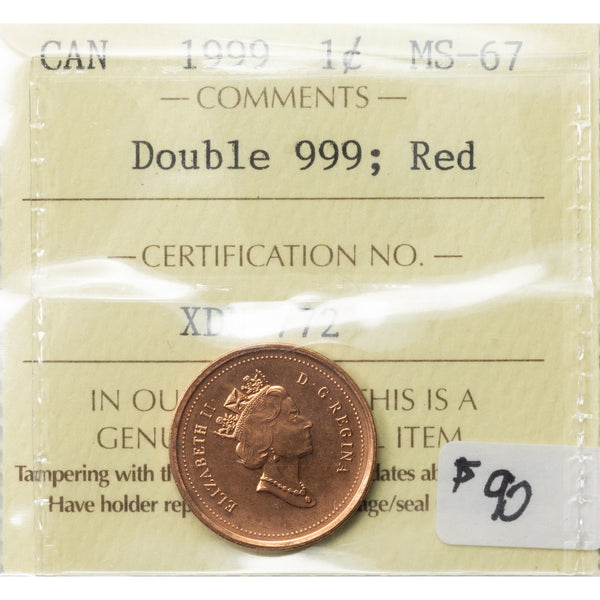 CAN 1999 1¢ MS-67
— COMMENTS —
Double 999; Red
— CERTIFICATION NO. —
772
IN OU THIS IS A
GENU L ITEM
Tampering with th dates ab
Have holder rep age/seal
ELIZABETH II D·G·REGINA
$90